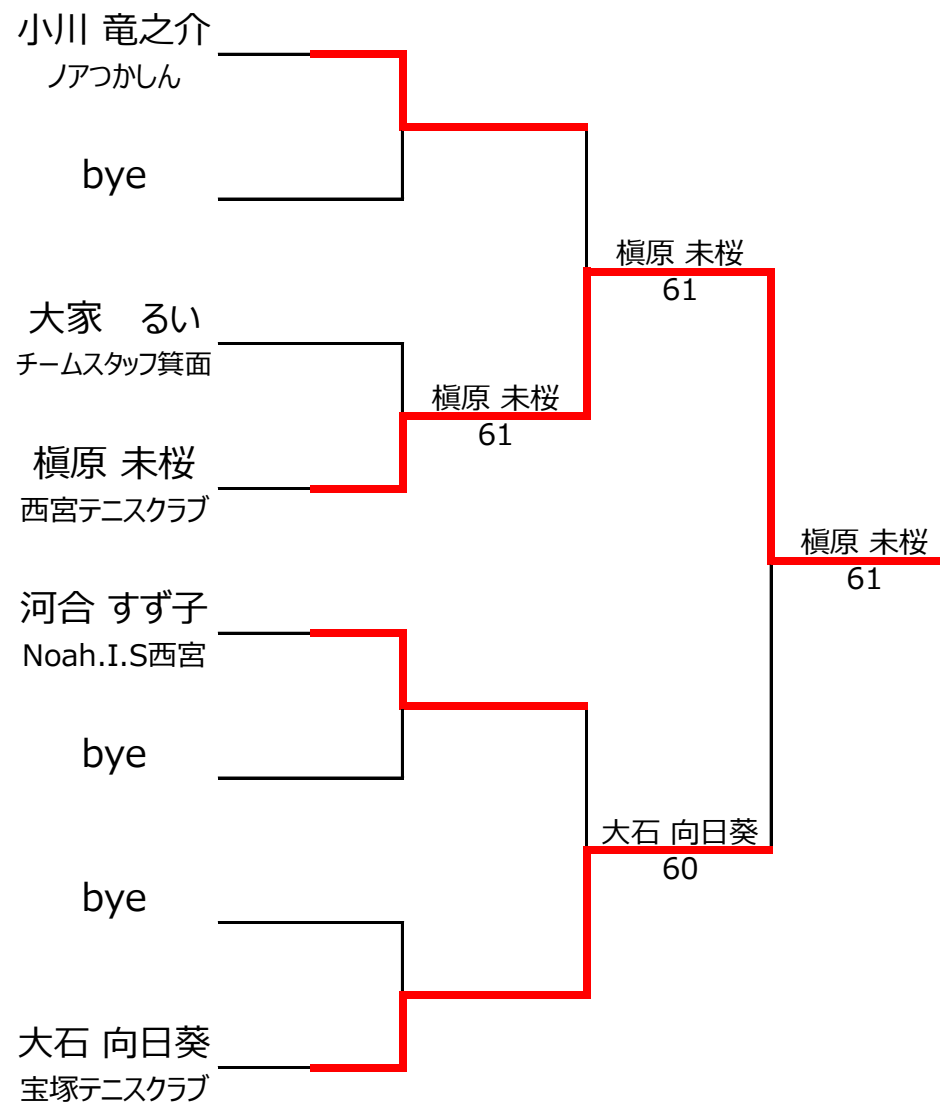 小川 竜之介
ノアつかしん
bye
大家　るい
チームスタッフ箕面
槇原 未桜
西宮テニスクラブ
河合 すず子
Noah.I.S西宮
bye
bye
大石 向日葵
宝塚テニスクラブ
槇原 未桜
61
槇原 未桜
61
大石 向日葵
60
槇原 未桜
61